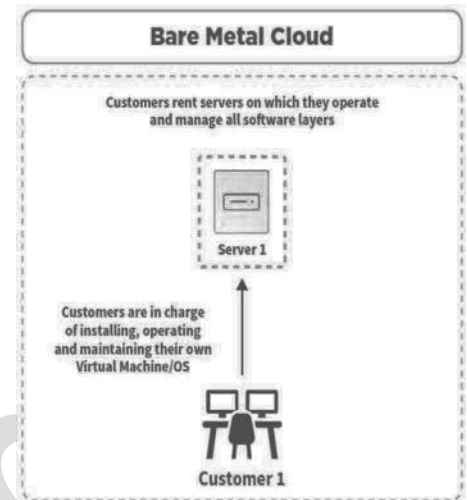 Bare Metal Cloud
Customers rent servers on which they operate
and manage all software layers
Server 1
Customers are in charge
of installing, operating
and maintaining their own
Virtual Machine/OS
Customer 1